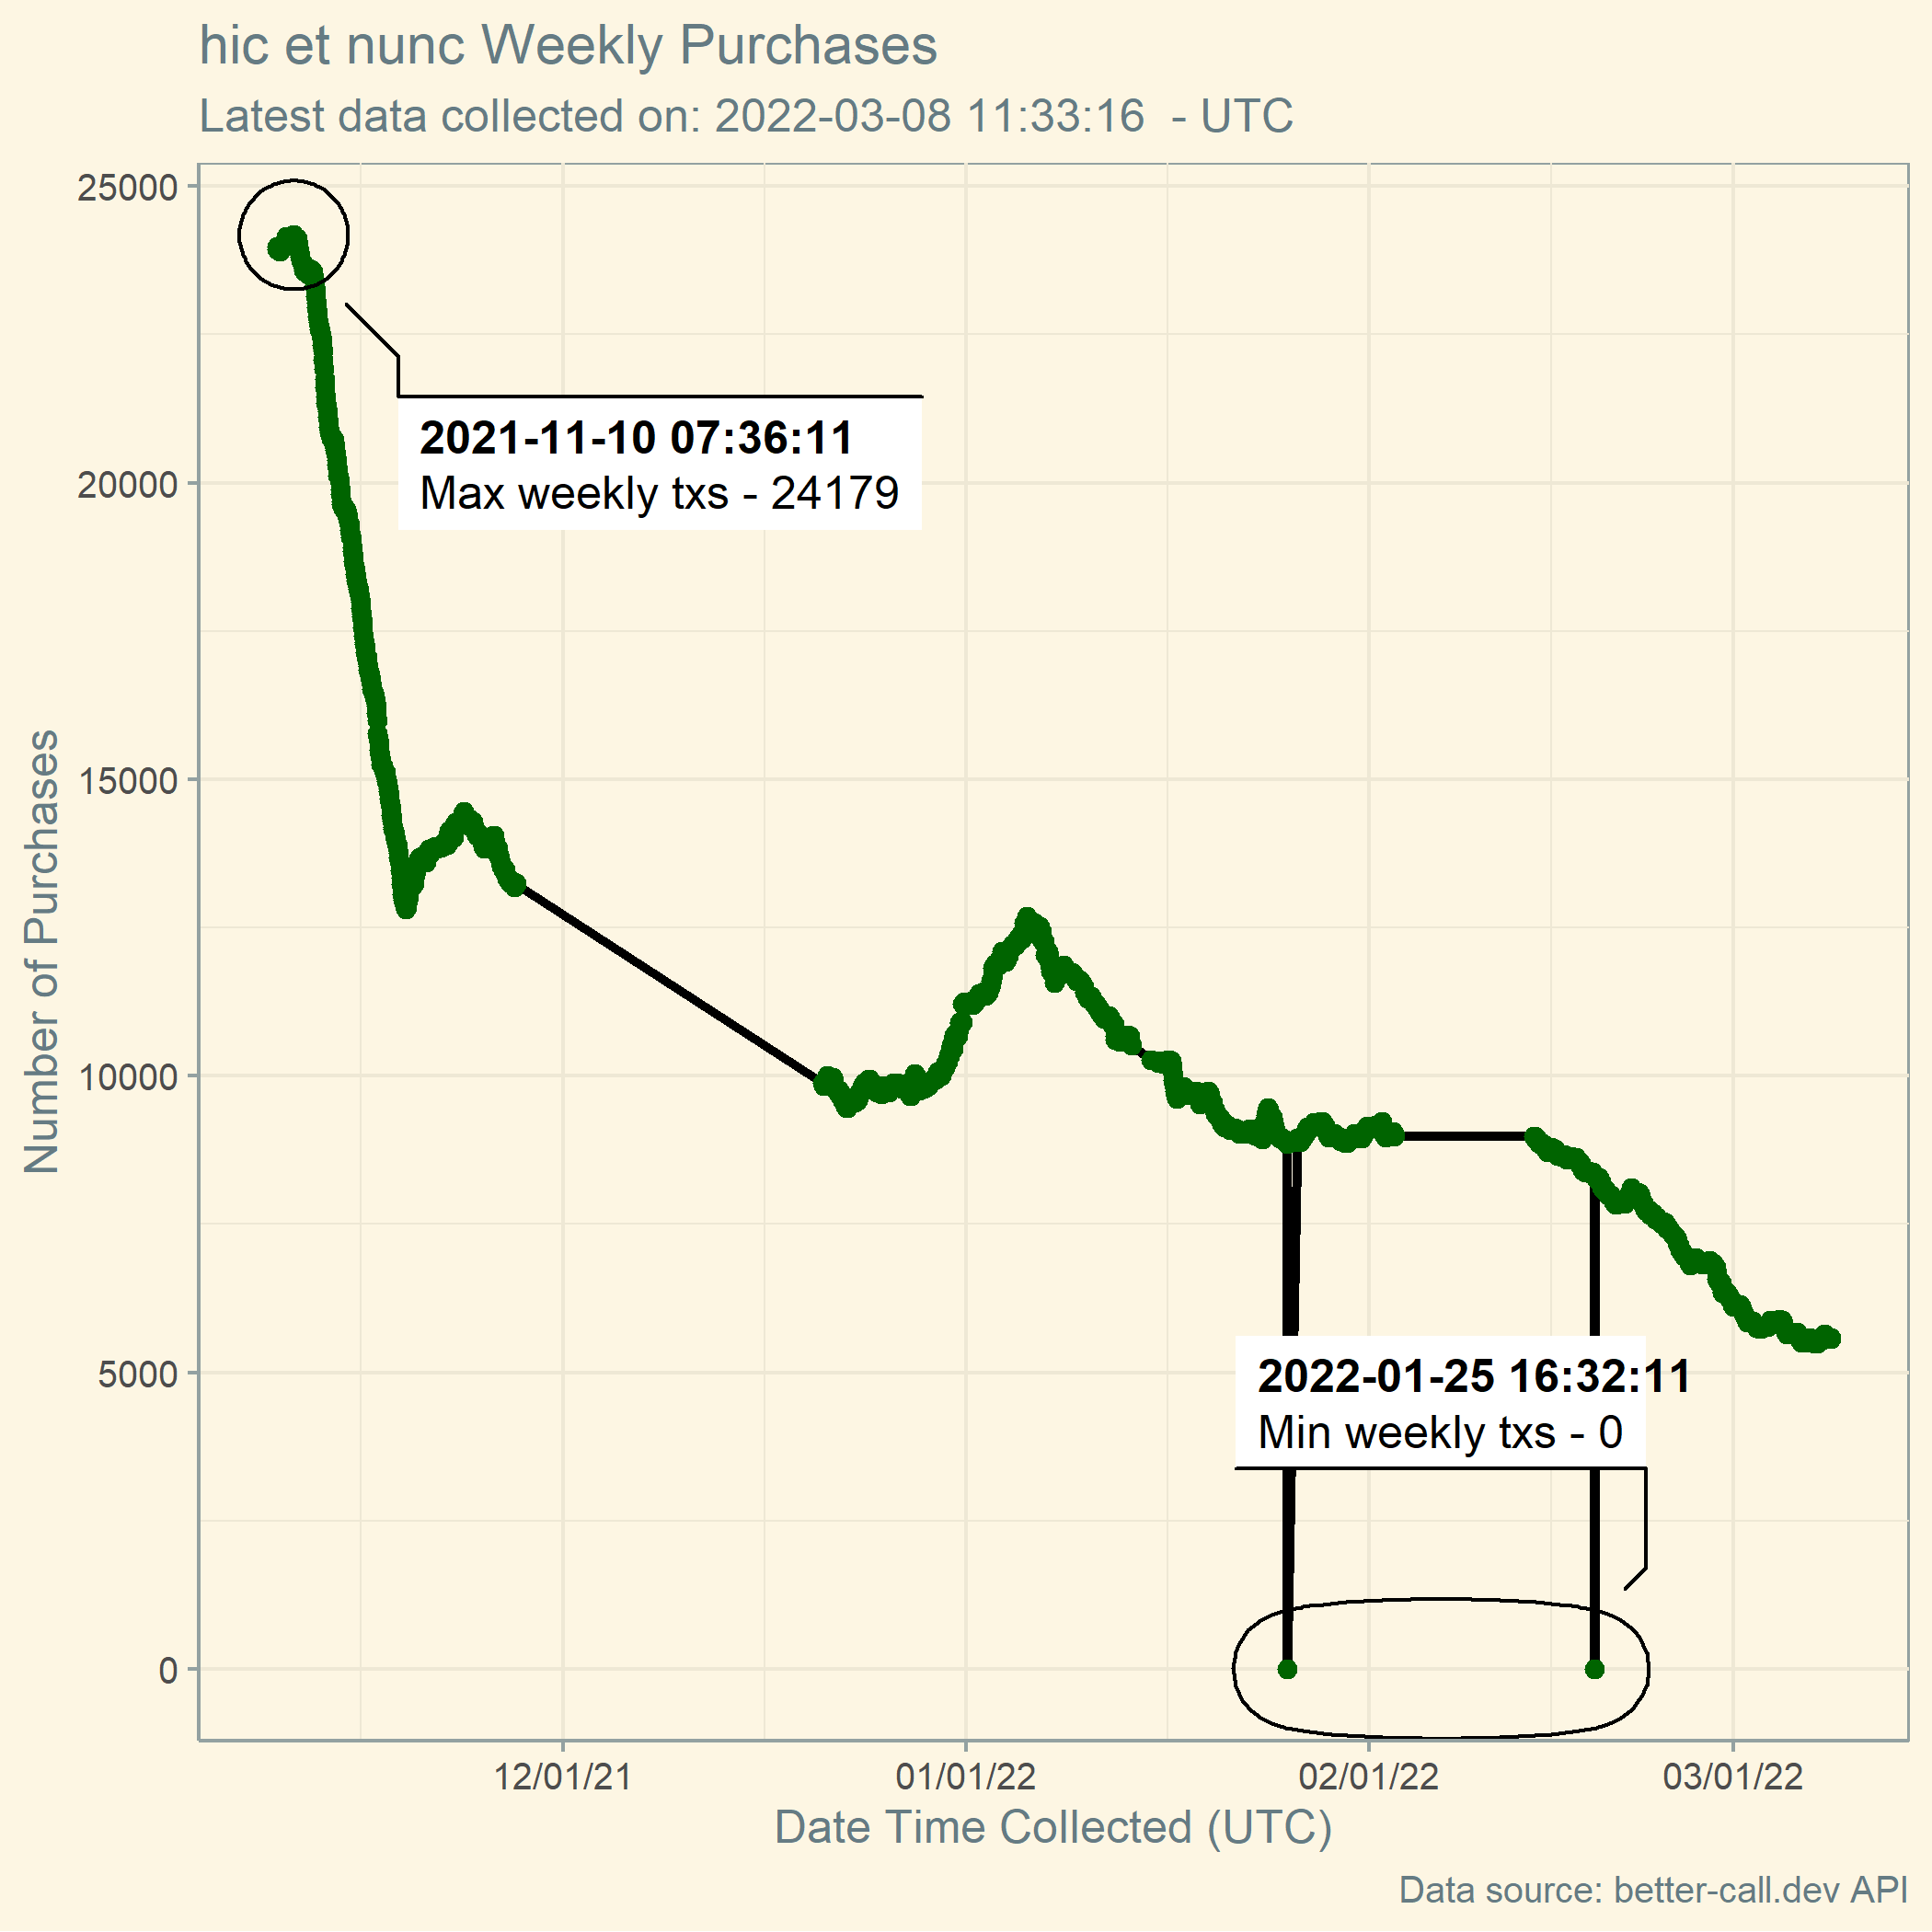 hic et nunc Weekly Purchases
Latest data collected on: 2022-03-08 11:33:16  - UTC
Number of Purchases
25000
20000
15000
10000
5000
0
2021-11-10 07:36:11
Max weekly txs - 24179
2022-01-25 16:32:11
Min weekly txs - 0
12/01/21
01/01/22
02/01/22
03/01/22
Date Time Collected (UTC)
Data source: better-call.dev API